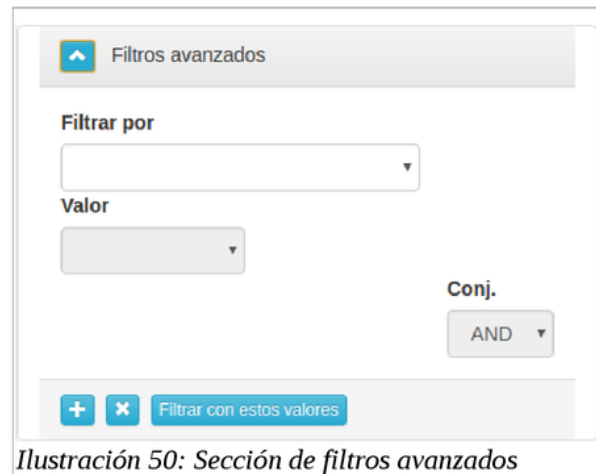 Filtros avanzados
Filtrar por
Valor
Conj.
AND
Filtrar con estos valores
Ilustración 50: Sección de filtros avanzados